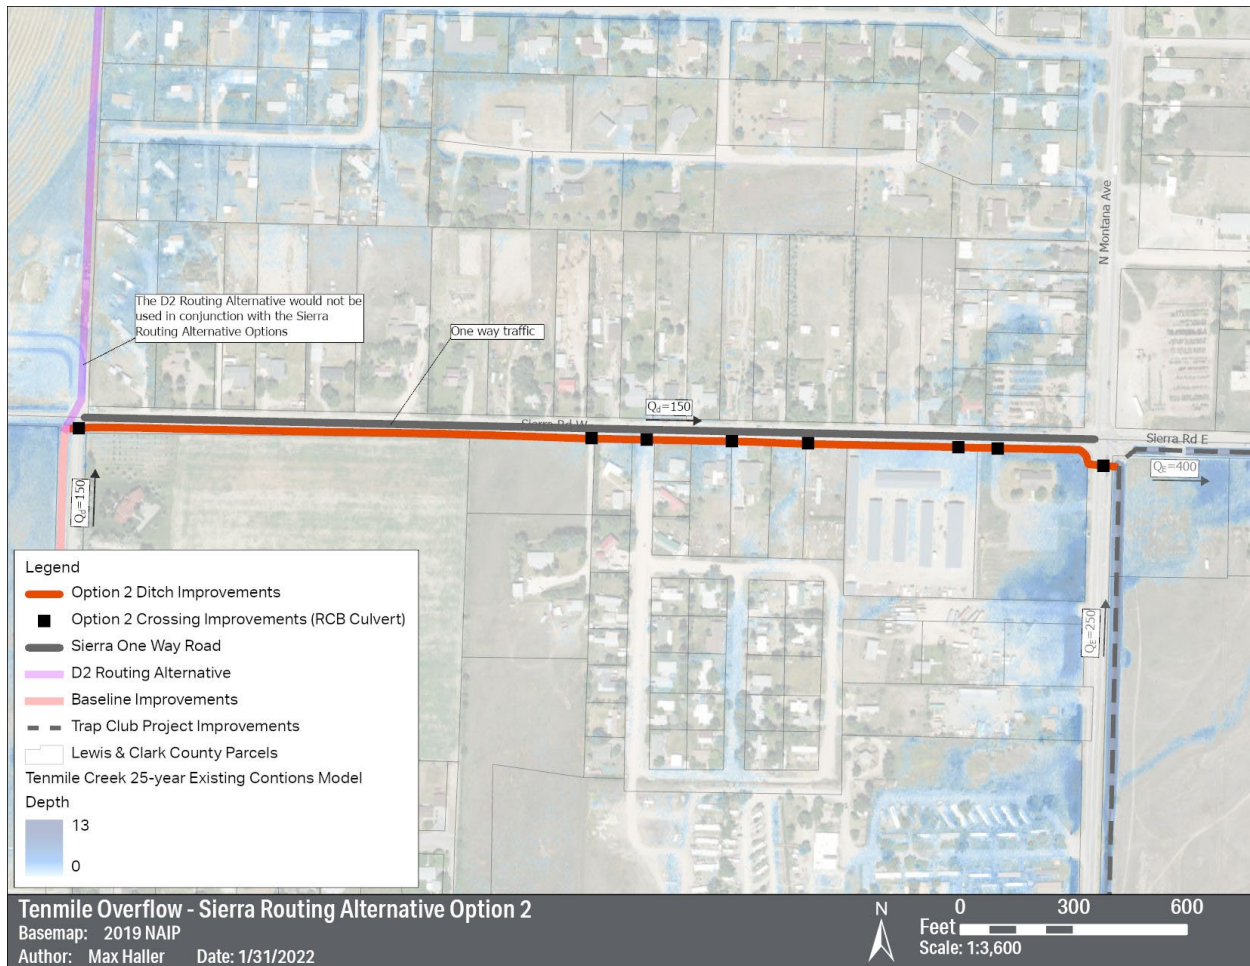 N Montana Ave
The D2 Routing Alternative would not be
used in conjunction with the Sierra
Routing Alternative Options
One way traffic
Qd=150
Sierra Rd W
Sierra Rd E
QE=400
Qd=150
QE=250
Legend
Option 2 Ditch Improvements
Option 2 Crossing Improvements (RCB Culvert)
Sierra One Way Road
D2 Routing Alternative
Baseline Improvements
Trap Club Project Improvements
Lewis & Clark County Parcels
Tenmile Creek 25-year Existing Contions Model
Depth
13
0
Tenmile Overflow - Sierra Routing Alternative Option 2
Basemap: 2019 NAIP
Author: Max Haller Date: 1/31/2022
N
0 300 600
Feet
Scale: 1:3,600